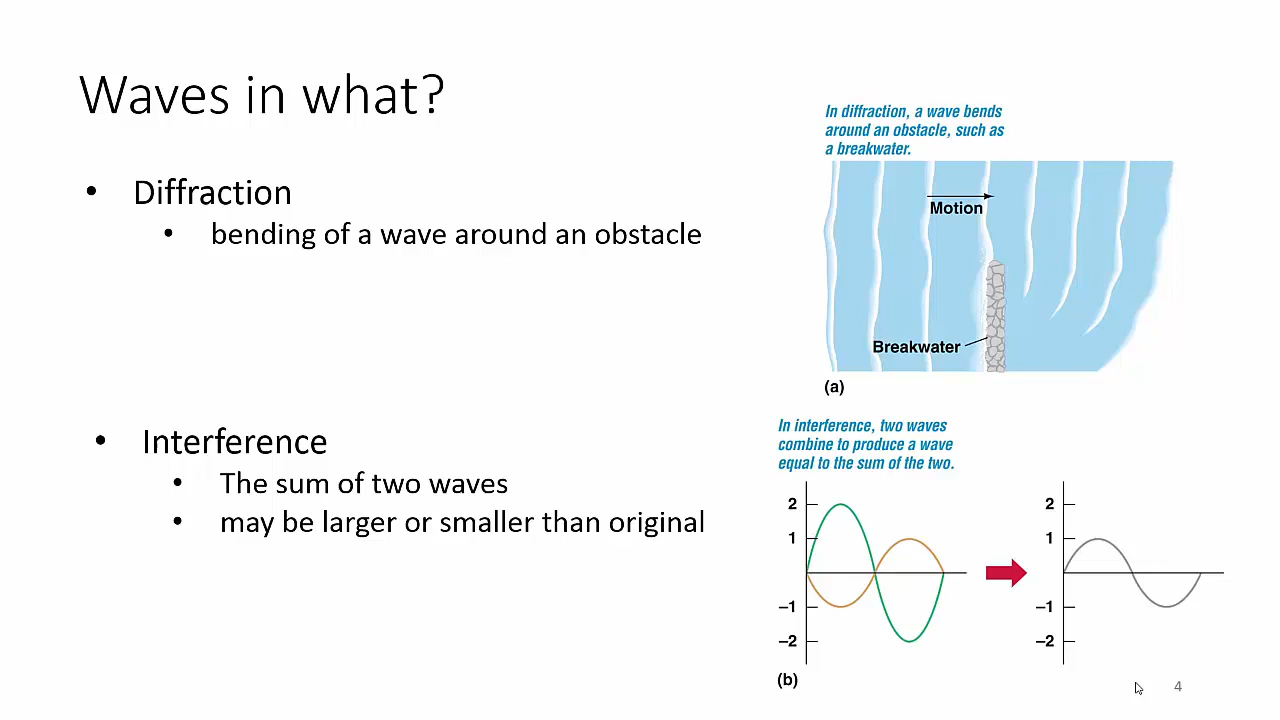 Waves in what?
• Diffraction
• bending of a wave around an obstacle
• Interference
• The sum of two waves
• may be larger or smaller than original
In diffraction, a wave bends
around an obstacle, such as
a breakwater.
Motion
Breakwater
(a)
In interference, two waves
combine to produce a wave
equal to the sum of the two.
2
1
–1
–2
2
1
–1
–2
(b)
4